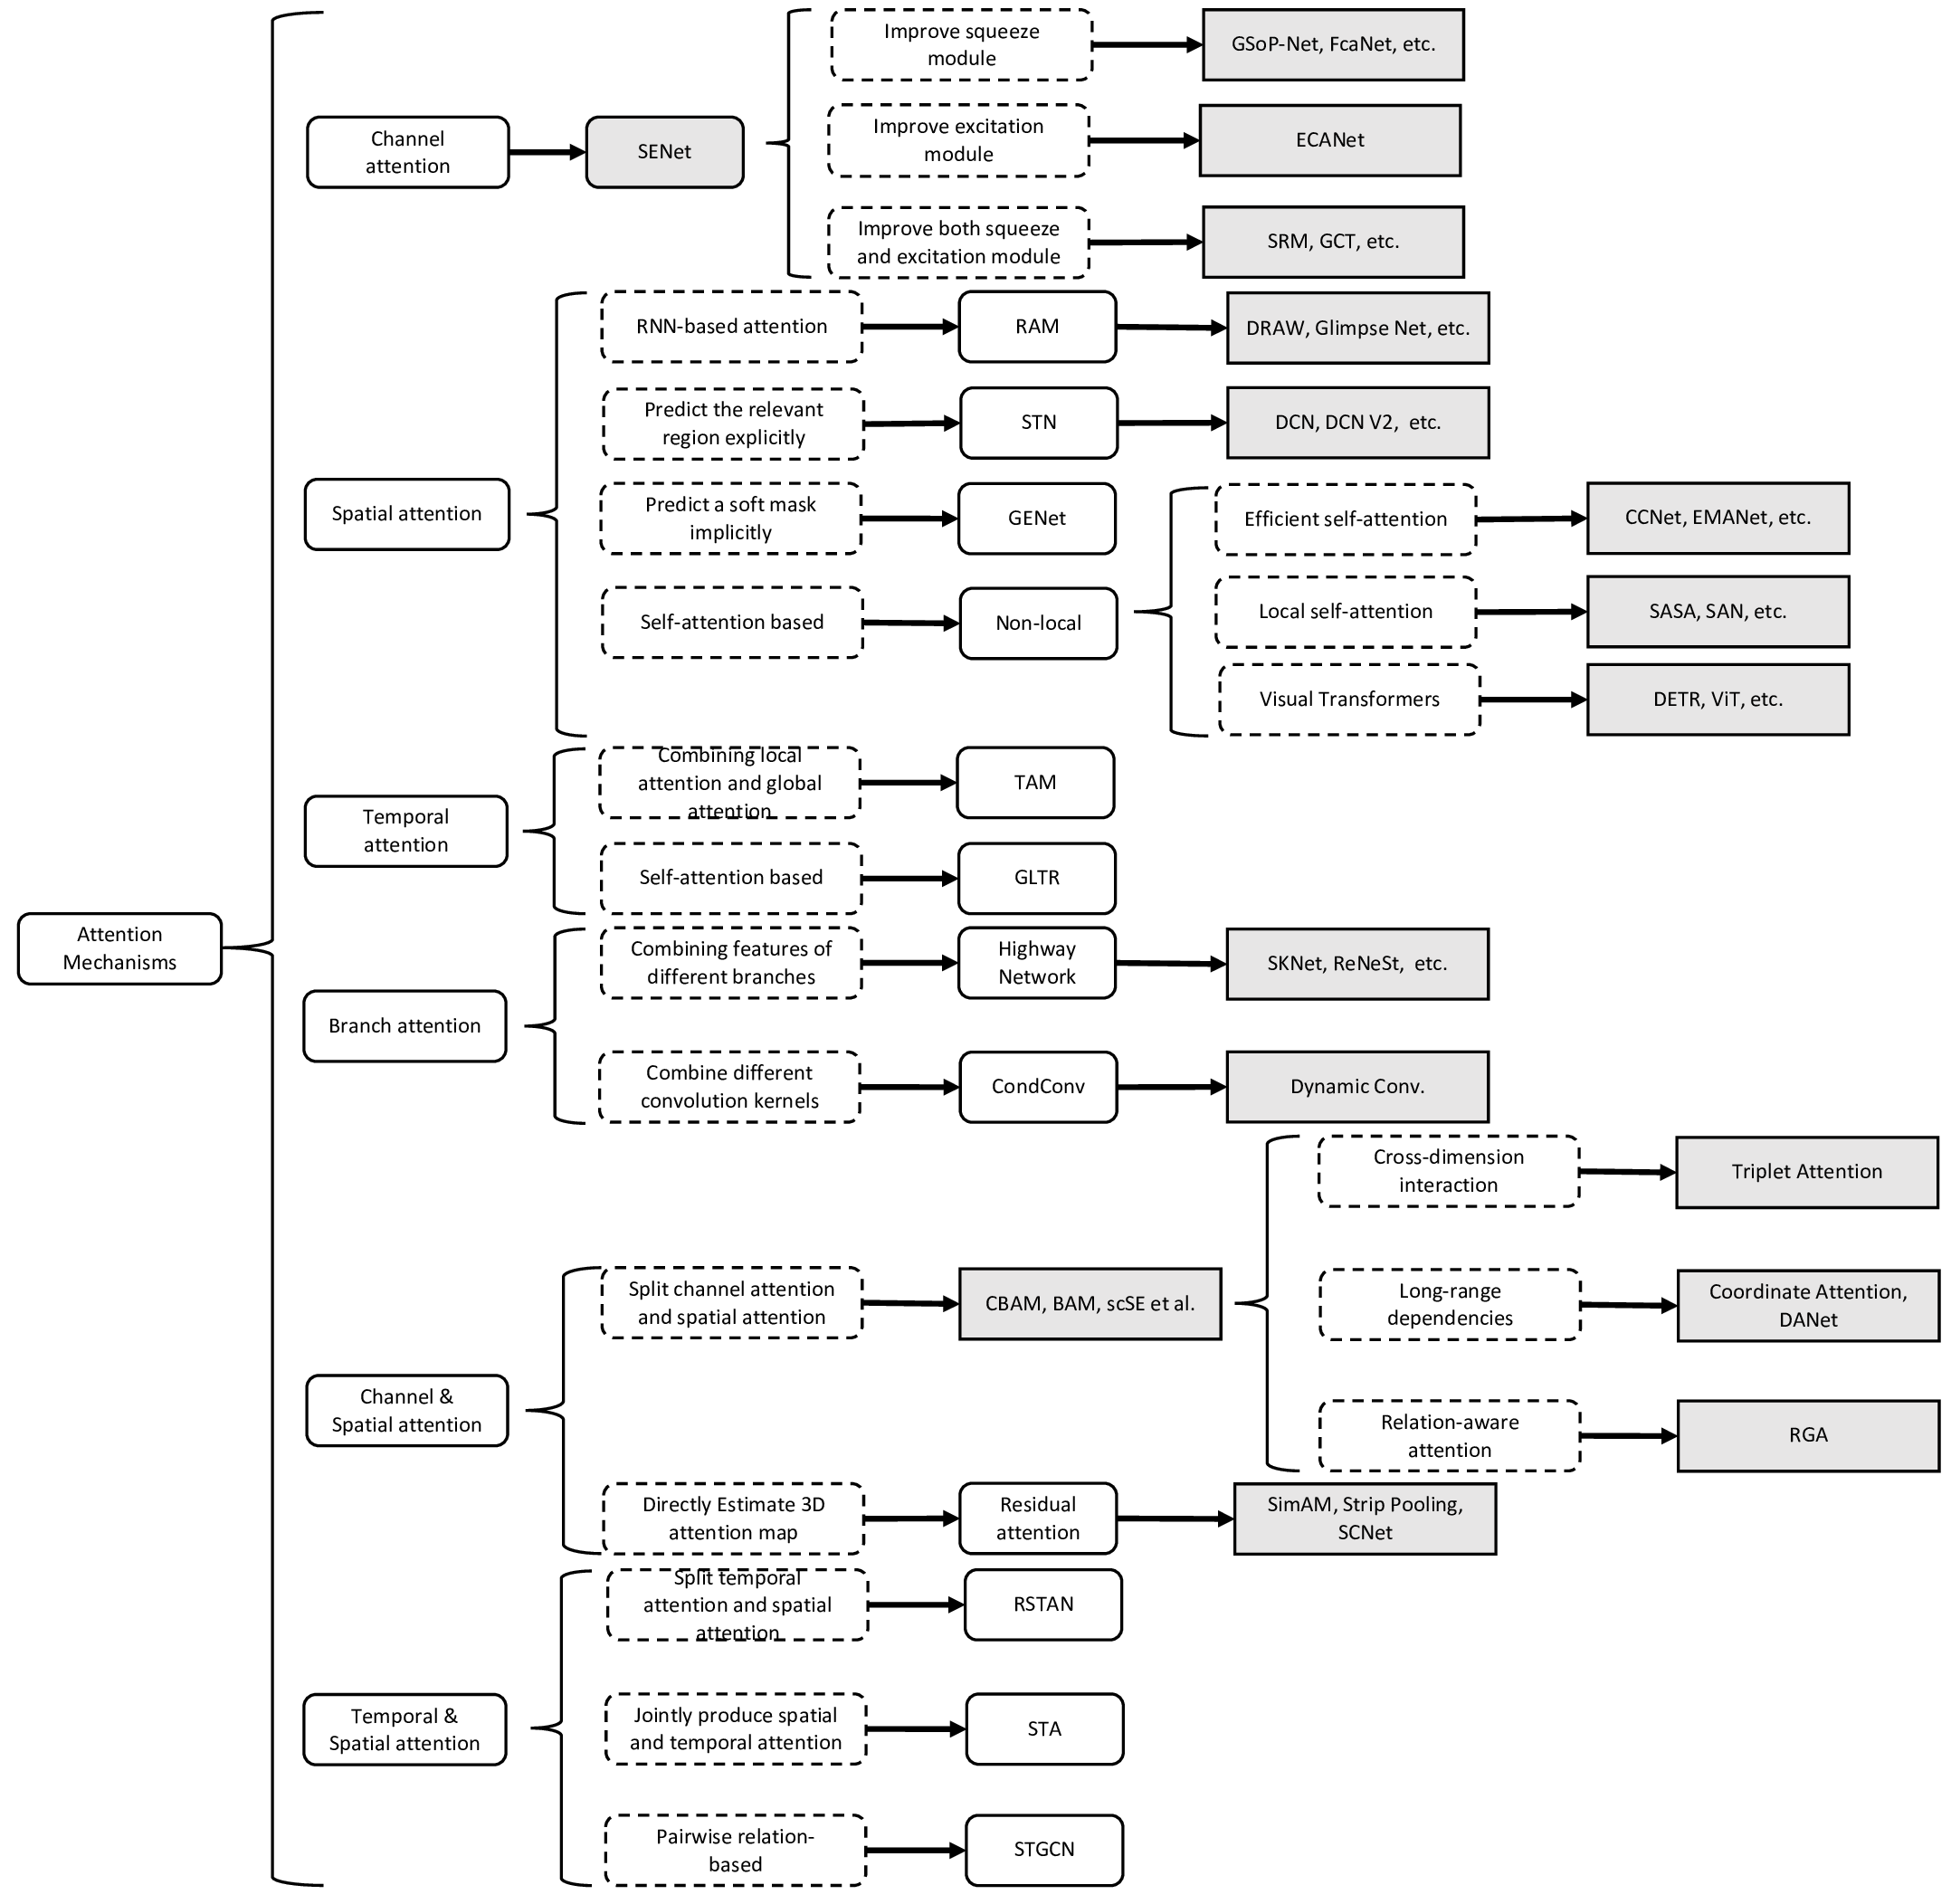 Attention
Mechanisms
Channel
attention
SENet
Improve squeeze
module
GSoP-Net, FcaNet, etc.
Improve excitation
module
ECANet
Improve both squeeze
and excitation module
SRM, GCT, etc.
Spatial attention
RNN-based attention
RAM
DRAW, Glimpse Net, etc.
Predict the relevant
region explicitly
STN
DCN, DCN V2,  etc.
Predict a soft mask
implicitly
GENet
Self-attention based
Non-local
Efficient self-attention
CCNet, EMANet, etc.
Local self-attention
SASA, SAN, etc.
Visual Transformers
DETR, ViT, etc.
Temporal
attention
Combining local
attention and global
attention
TAM
Self-attention based
GLTR
Branch attention
Combining features of
different branches
Highway
Network
SKNet, ReNeSt,  etc.
Combine different
convolution kernels
CondConv
Dynamic Conv.
Channel &
Spatial attention
Split channel attention
and spatial attention
CBAM, BAM, scSE et al.
Cross-dimension
interaction
Triplet Attention
Long-range
dependencies
Coordinate Attention,
DANet
Relation-aware
attention
RGA
Directly Estimate 3D
attention map
Residual
attention
SimAM, Strip Pooling,
SCNet
Temporal &
Spatial attention
Split temporal
attention and spatial
attention
RSTAN
Jointly produce spatial
and temporal attention
STA
Pairwise relation-
based
STGCN